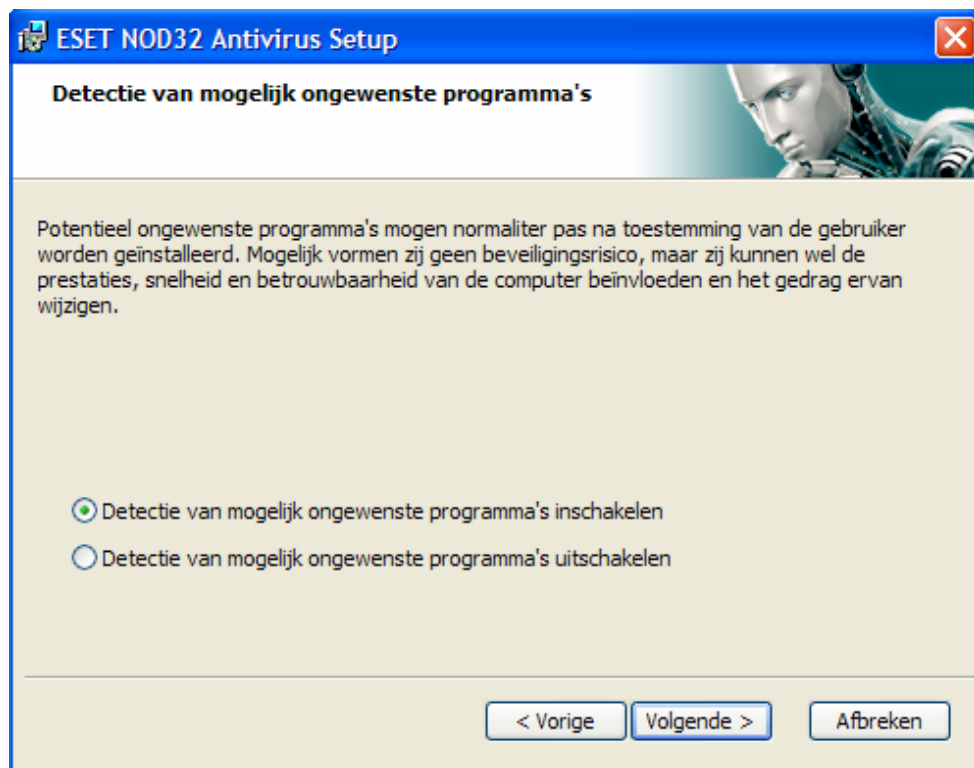 ESET NOD32 Antivirus Setup
Detectie van mogelijk ongewenste programma's
Potentieel ongewenste programma's mogen normaliter pas na toestemming van de gebruiker
worden geïnstalleerd. Mogelijk vormen zij geen beveiligingsrisico, maar zij kunnen wel de
prestaties, snelheid en betrouwbaarheid van de computer beïnvloeden en het gedrag ervan
wijzigen.
Detectie van mogelijk ongewenste programma's inschakelen
Detectie van mogelijk ongewenste programma's uitschakelen
< Vorige Volgende > Afbreken